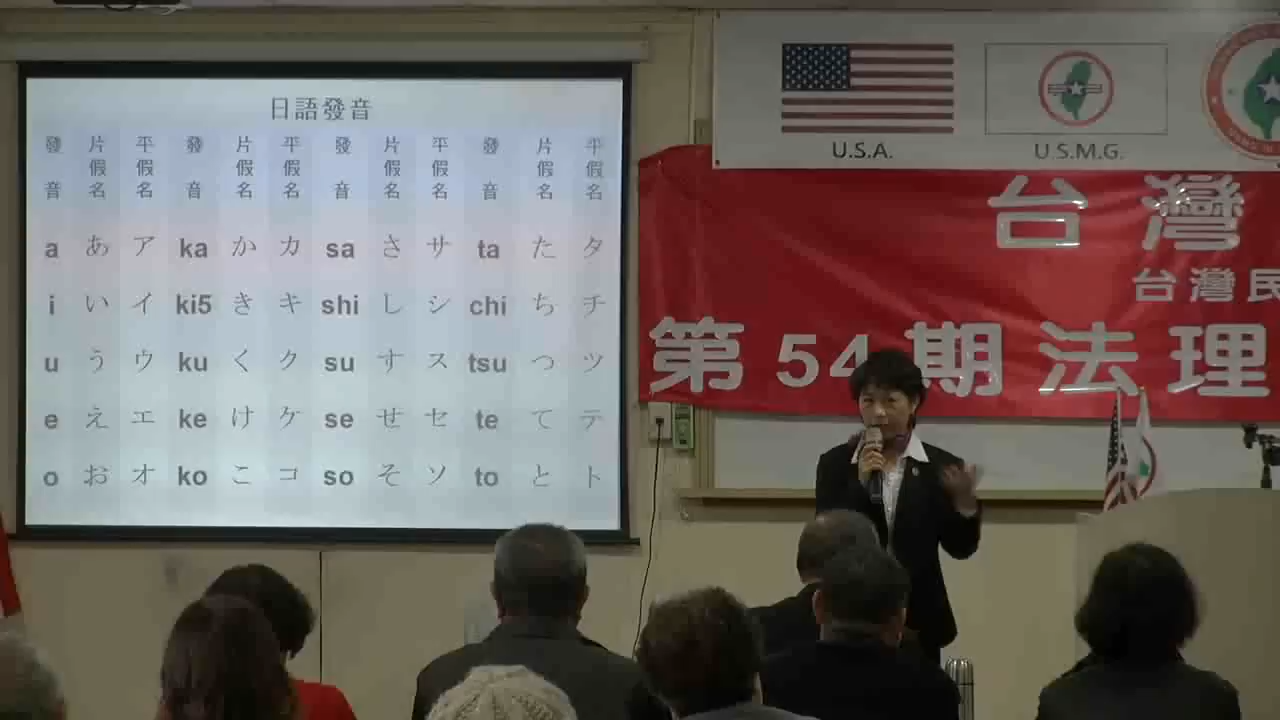 日語發音
發音 片假名 平假名 發音 片假名 平假名 發音 片假名 平假名 發音 片假名 平假名
a あ ア ka か カ sa さ サ ta た タ
i い イ ki5 き キ shi し シ chi ち チ
u う ウ ku く ク su す ス tsu つ ツ
e え エ ke け ケ se せ セ te て テ
o お オ ko こ コ so そ ソ to と ト
U.S.A. U.S.M.G.
台灣
台灣民
第54期法理